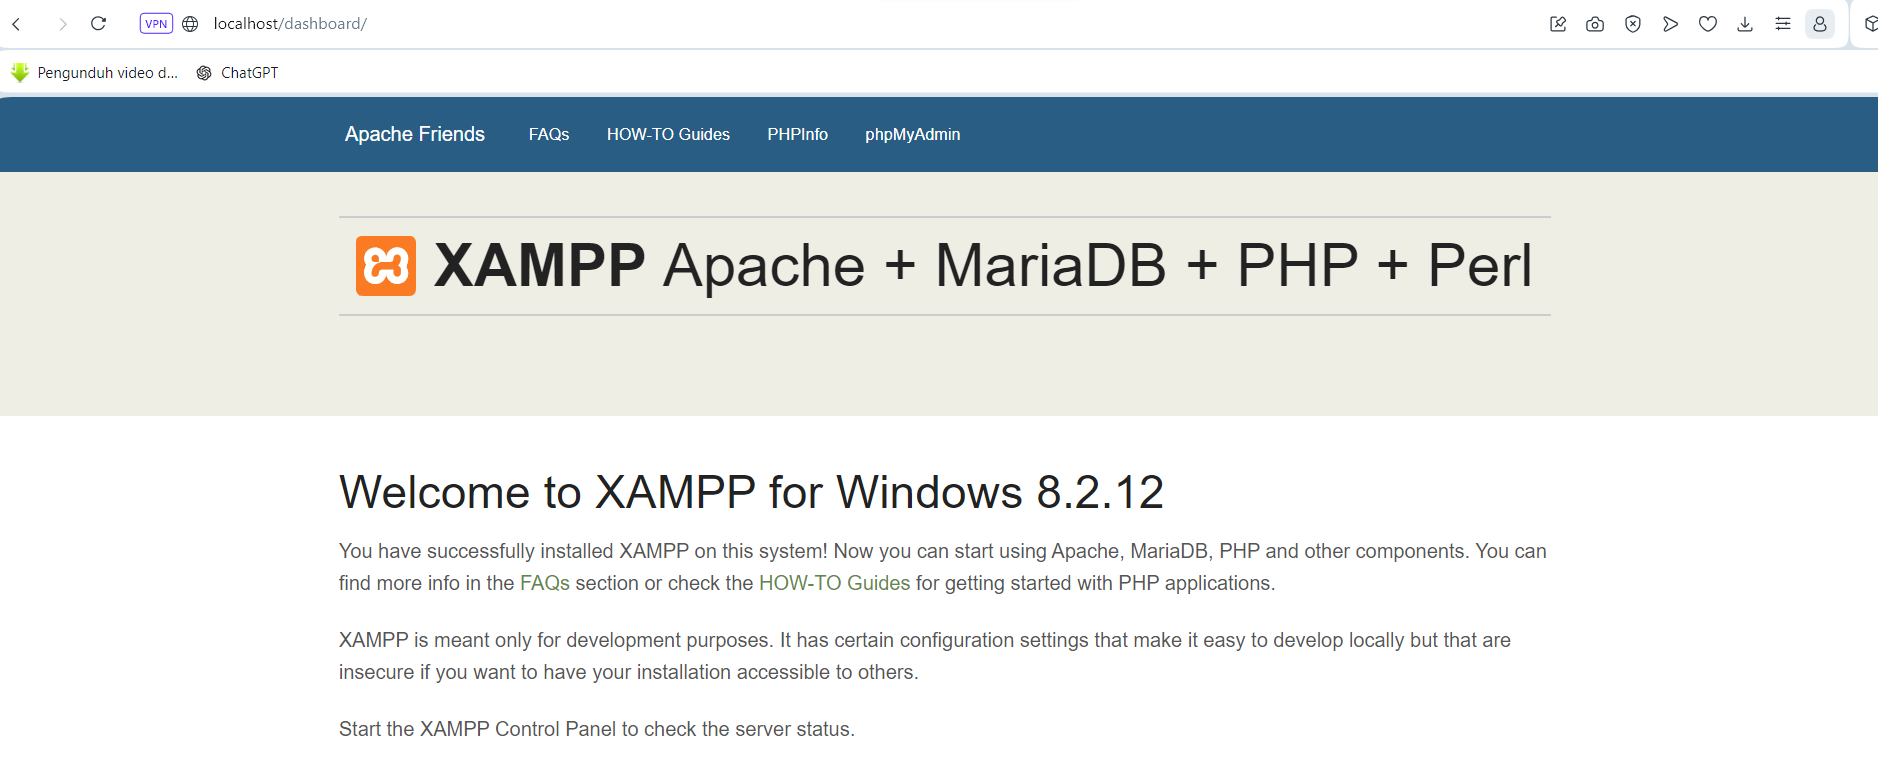 VPN localhost/dashboard/
Pengunduh video d... ChatGPT
Apache Friends FAQs HOW-TO Guides PHPInfo phpMyAdmin
XAMPP Apache + MariaDB + PHP + Perl
Welcome to XAMPP for Windows 8.2.12
You have successfully installed XAMPP on this system! Now you can start using Apache, MariaDB, PHP and other components. You can
find more info in the FAQs section or check the HOW-TO Guides for getting started with PHP applications.
XAMPP is meant only for development purposes. It has certain configuration settings that make it easy to develop locally but that are
insecure if you want to have your installation accessible to others.
Start the XAMPP Control Panel to check the server status.